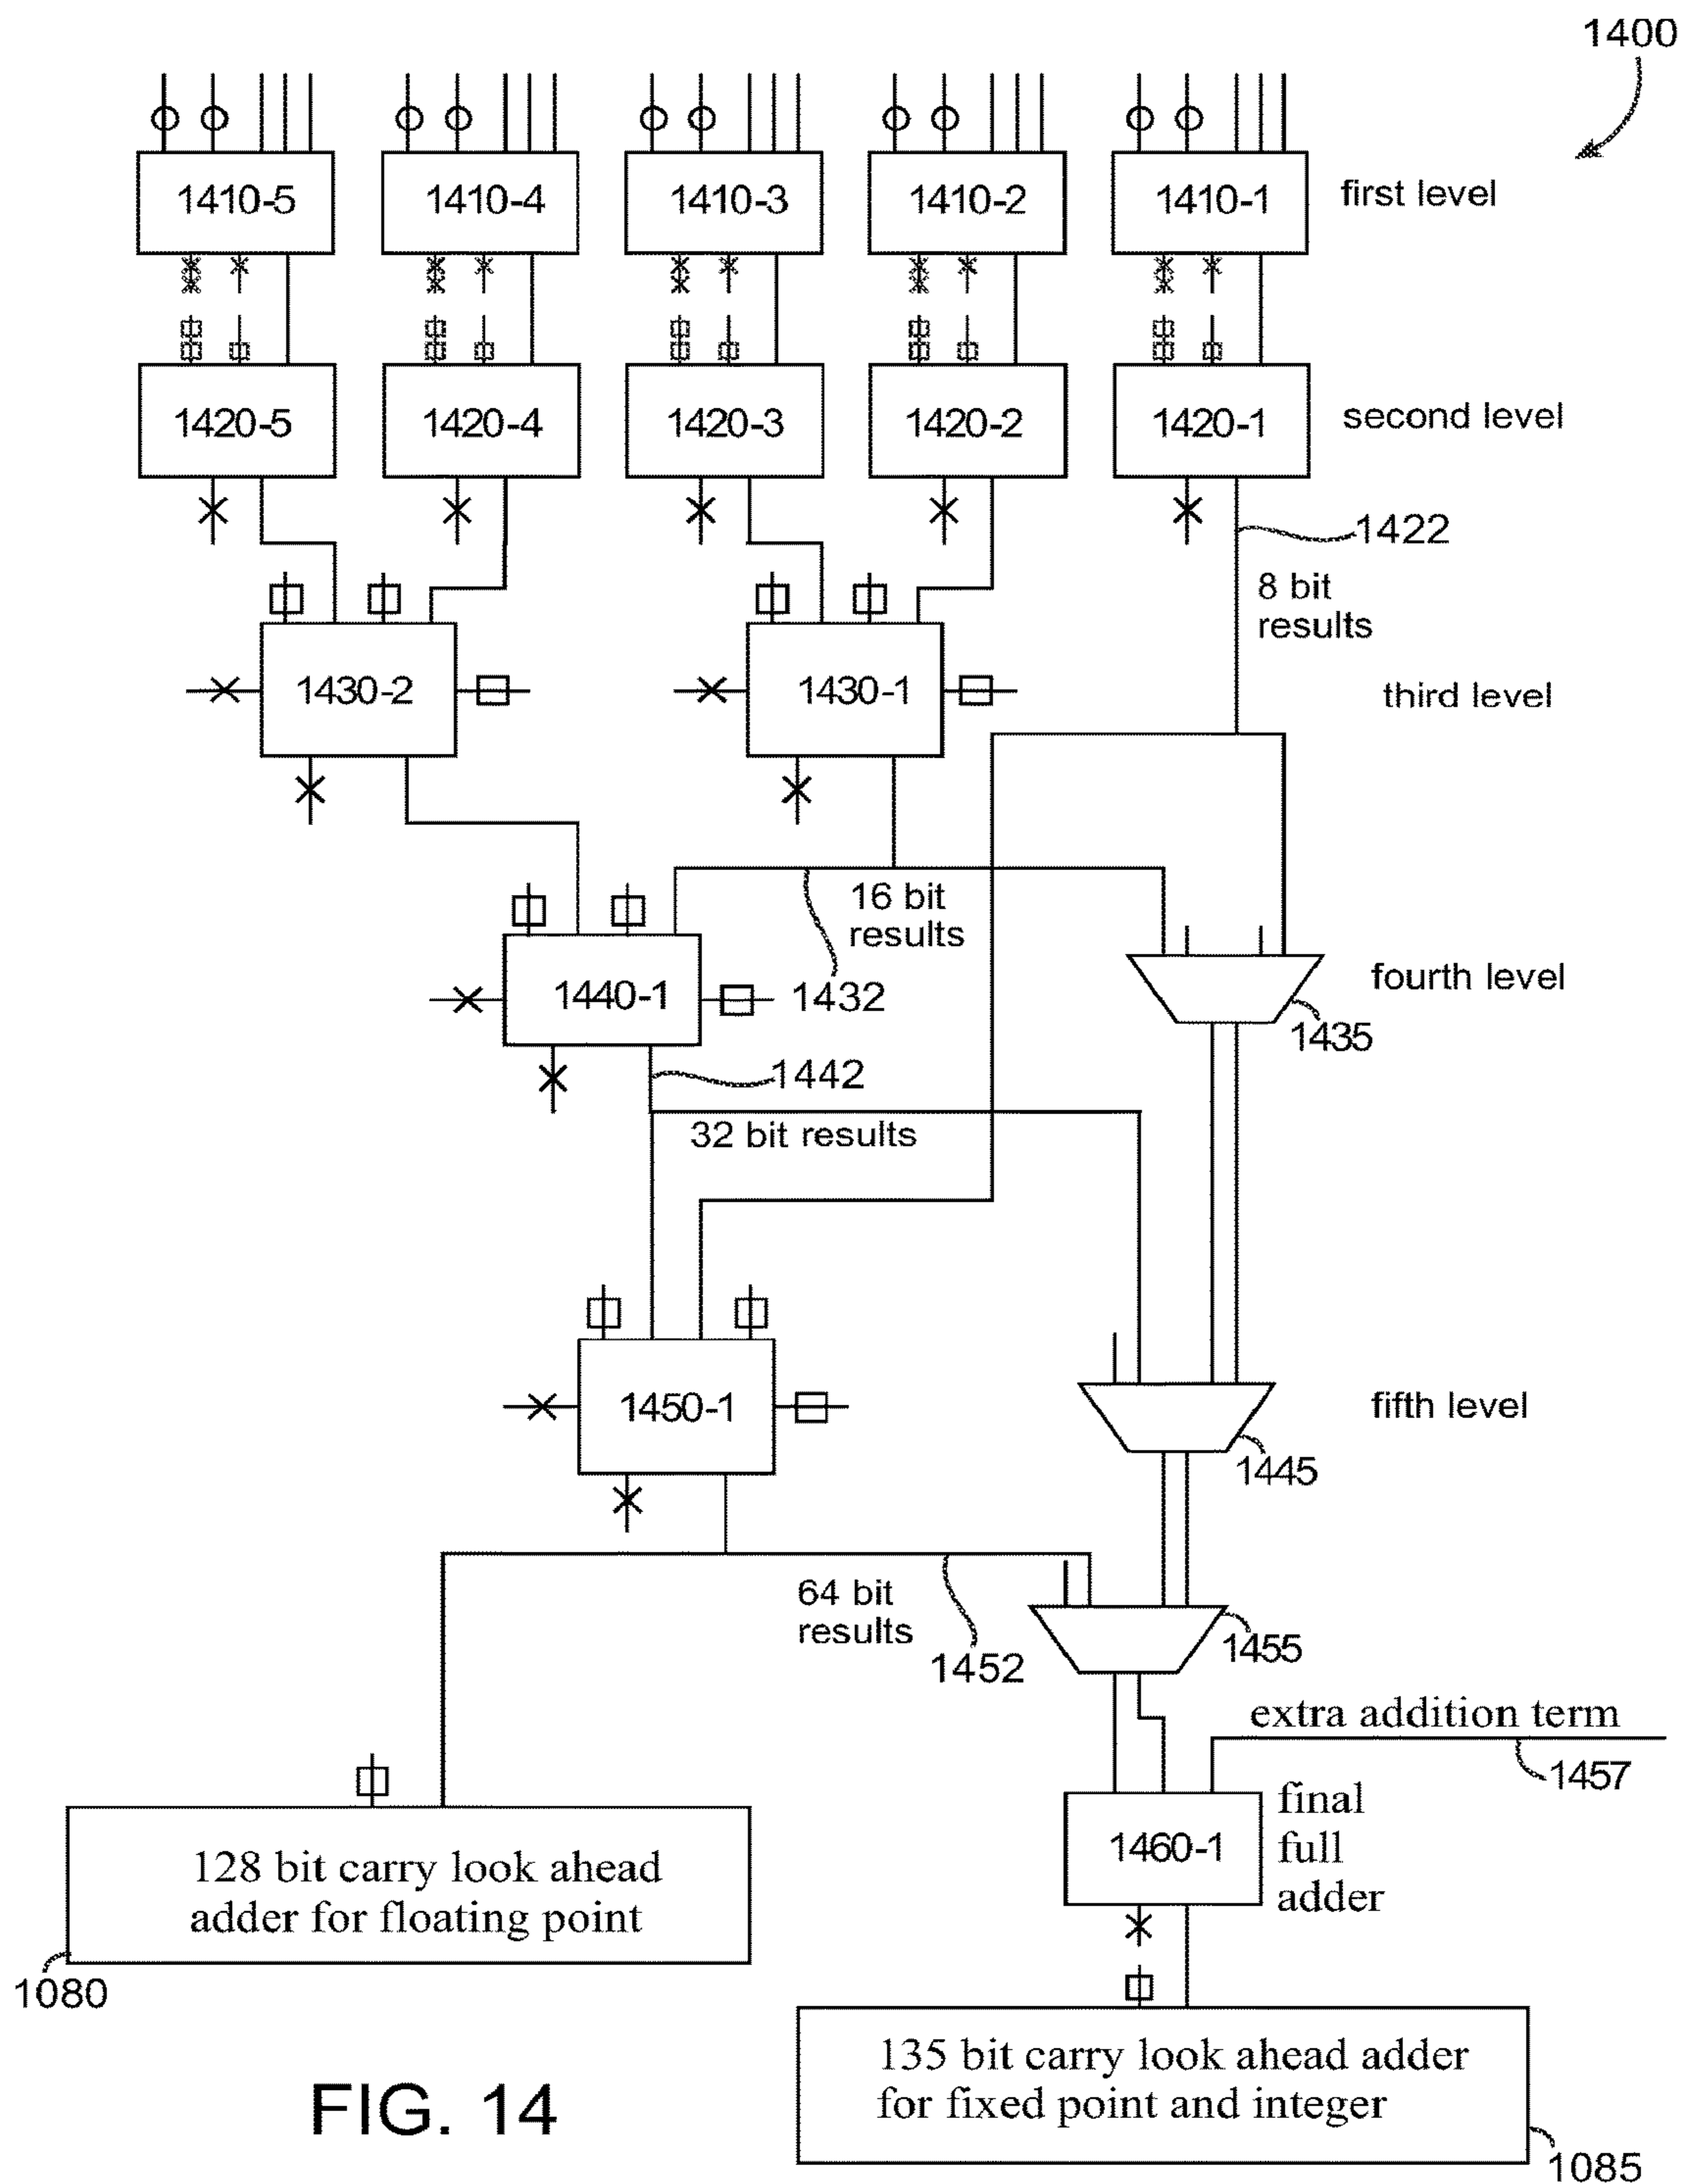 1400
1410-5
1410-4
1410-3
1410-2
1410-1
first level
1420-5
1420-4
1420-3
1420-2
1420-1
second level
1422
8 bit
results
1430-2
1430-1
third level
16 bit
results
1440-1
1432
fourth level
1435
1442
32 bit results
1450-1
fifth level
1445
64 bit
results
1452
1455
extra addition term
1457
final
full
adder
1460-1
128 bit carry look ahead
adder for floating point
1080
135 bit carry look ahead adder
for fixed point and integer
1085
FIG. 14